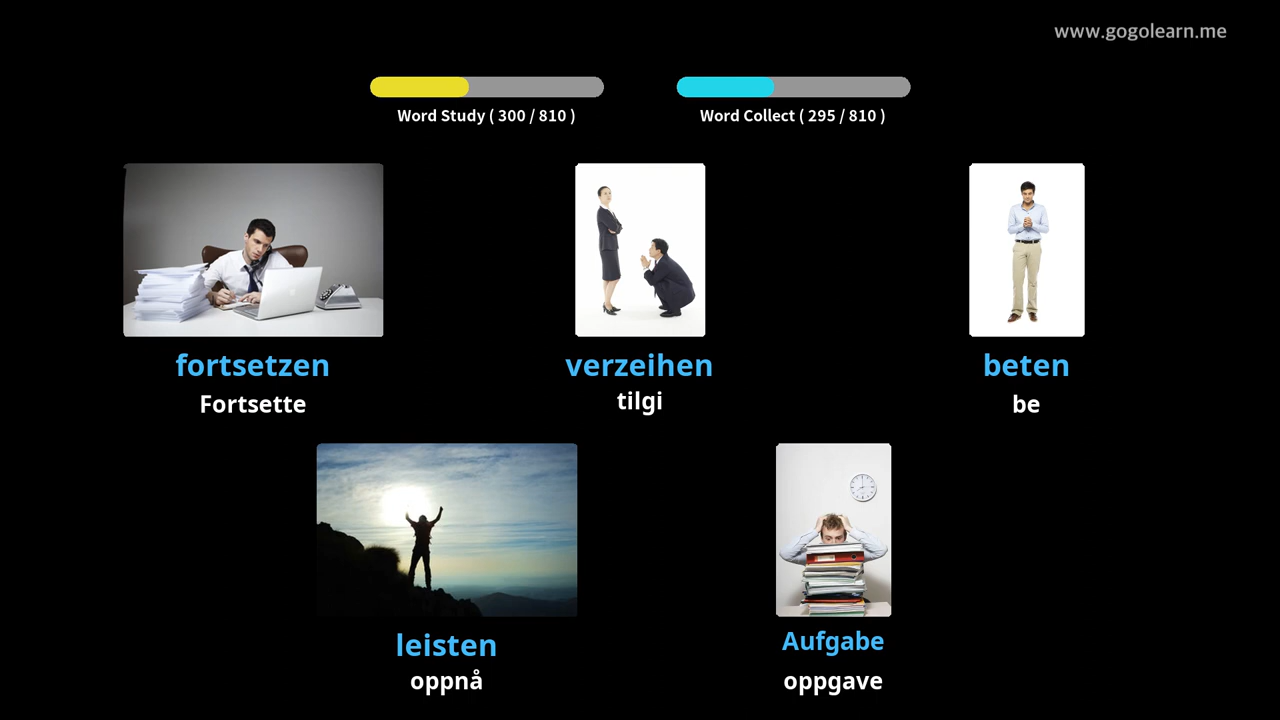 www.gogolearn.me
Word Study ( 300 / 810 )
Word Collect ( 295 / 810 )
fortsetzen
Fortsette
verzeihen
tilgi
beten
be
leisten
oppnå
Aufgabe
oppgave